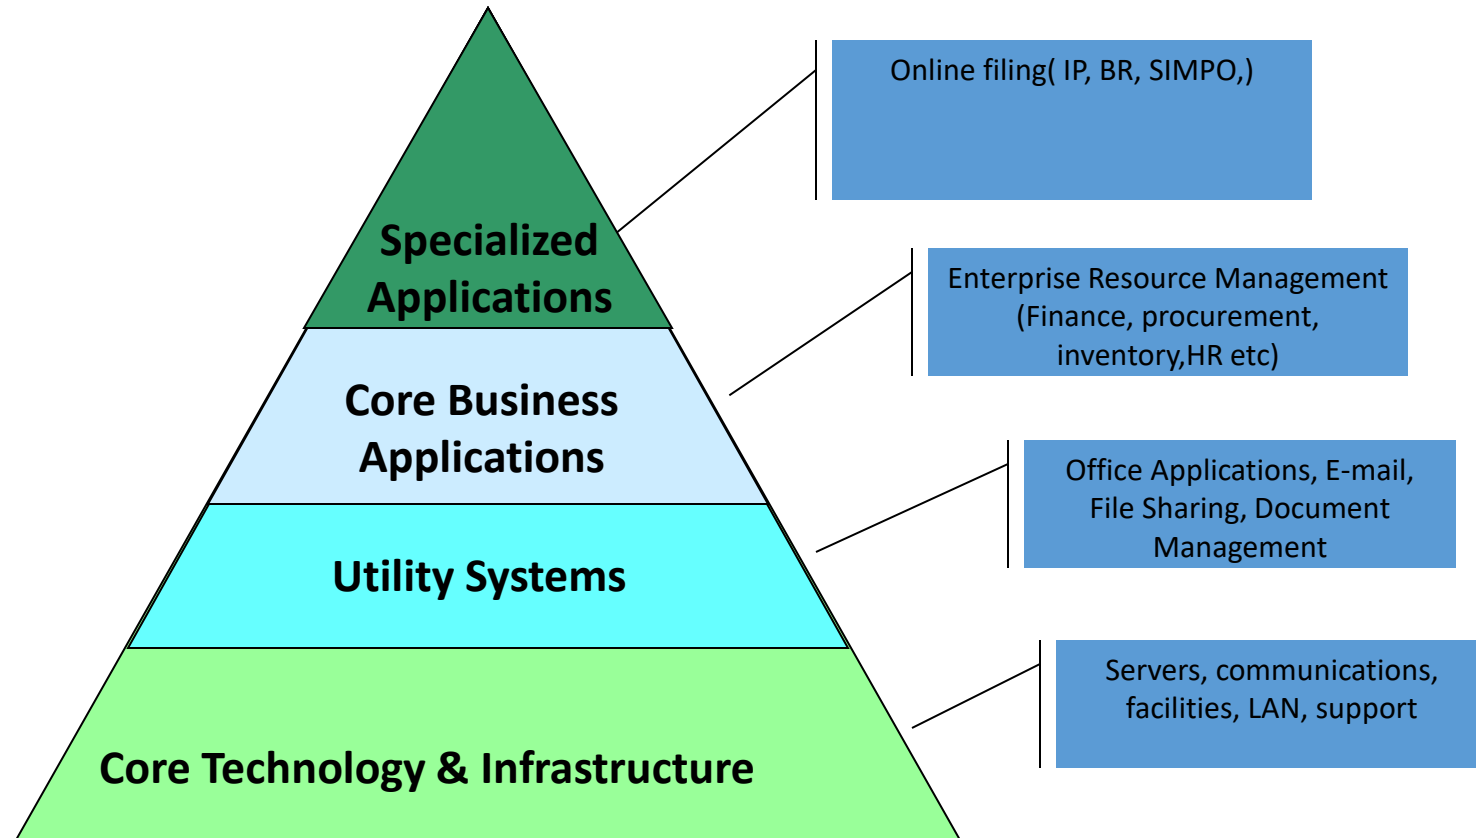 Online filing( IP, BR, SIMPO,)
Specialized
Applications
Enterprise Resource Management
(Finance, procurement,
inventory,HR etc)
Core Business
Applications
Office Applications, E-mail,
File Sharing, Document
Management
Utility Systems
Servers, communications,
facilities, LAN, support
Core Technology & Infrastructure